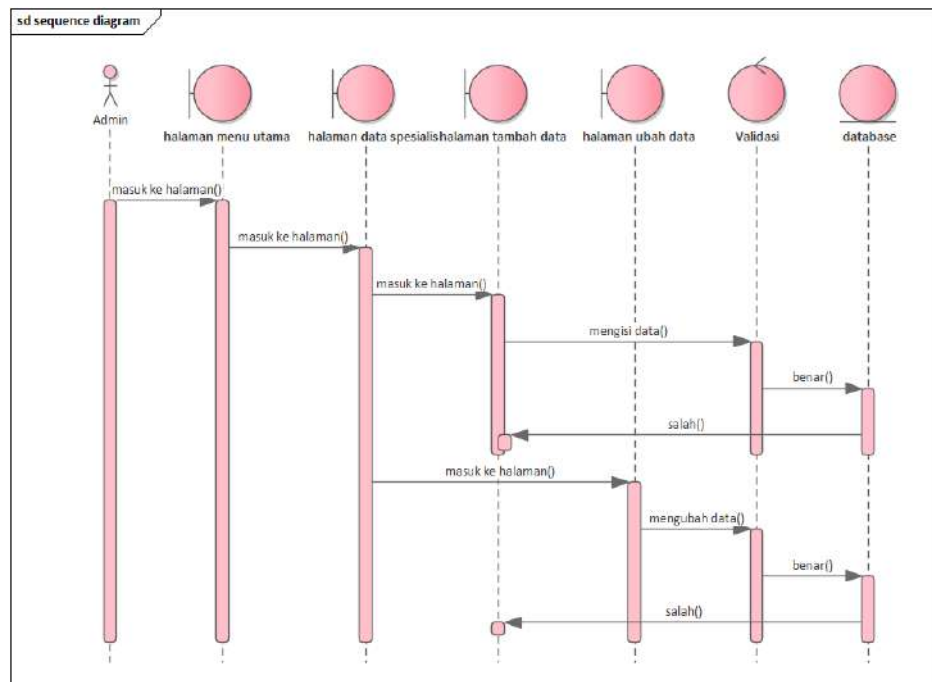 sd sequence diagram
Admin
halaman menu utama
halaman data spesialis
halaman tambah data
halaman ubah data
Validasi
database
masuk ke halaman()
masuk ke halaman()
masuk ke halaman()
mengisi data()
benar()
salah()
masuk ke halaman()
mengubah data()
benar()
salah()